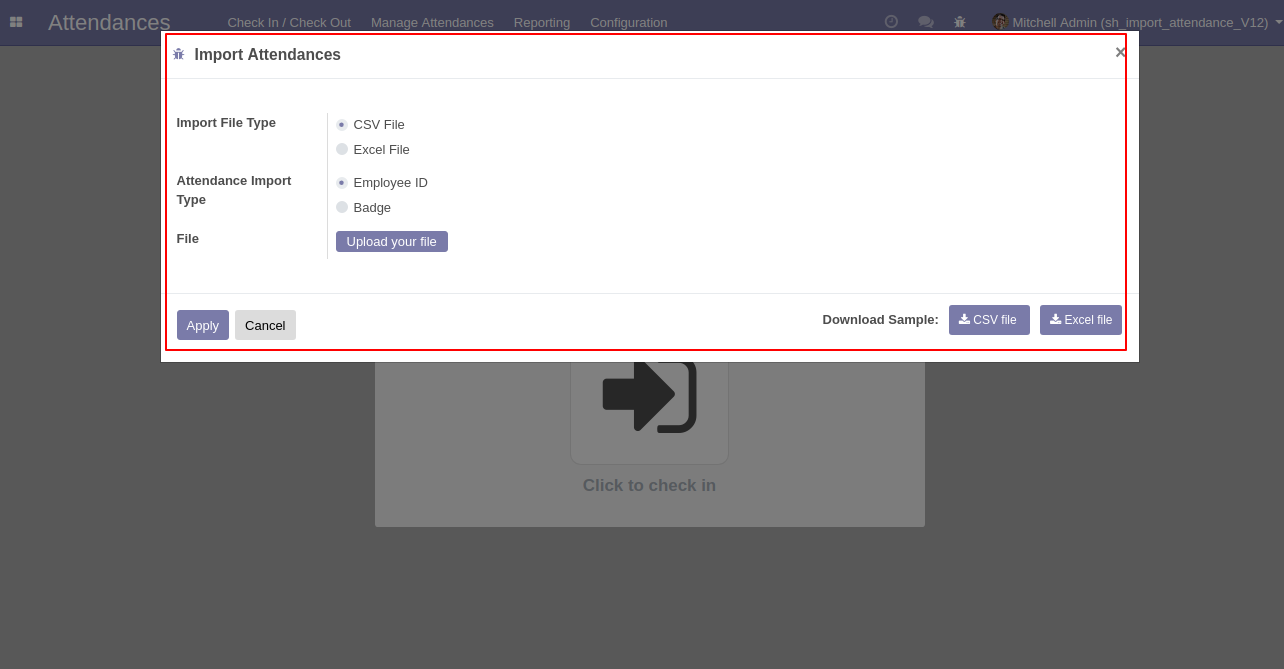 Attendances Check In / Check Out Manage Attendances Reporting Configuration Mitchell Admin (sh_import_attendance_V12)
Import Attendances ×
Import File Type CSV File
Excel File
Attendance Import Type Employee ID
Badge
File Upload your file
Apply Cancel Download Sample: CSV file Excel file
Click to check in